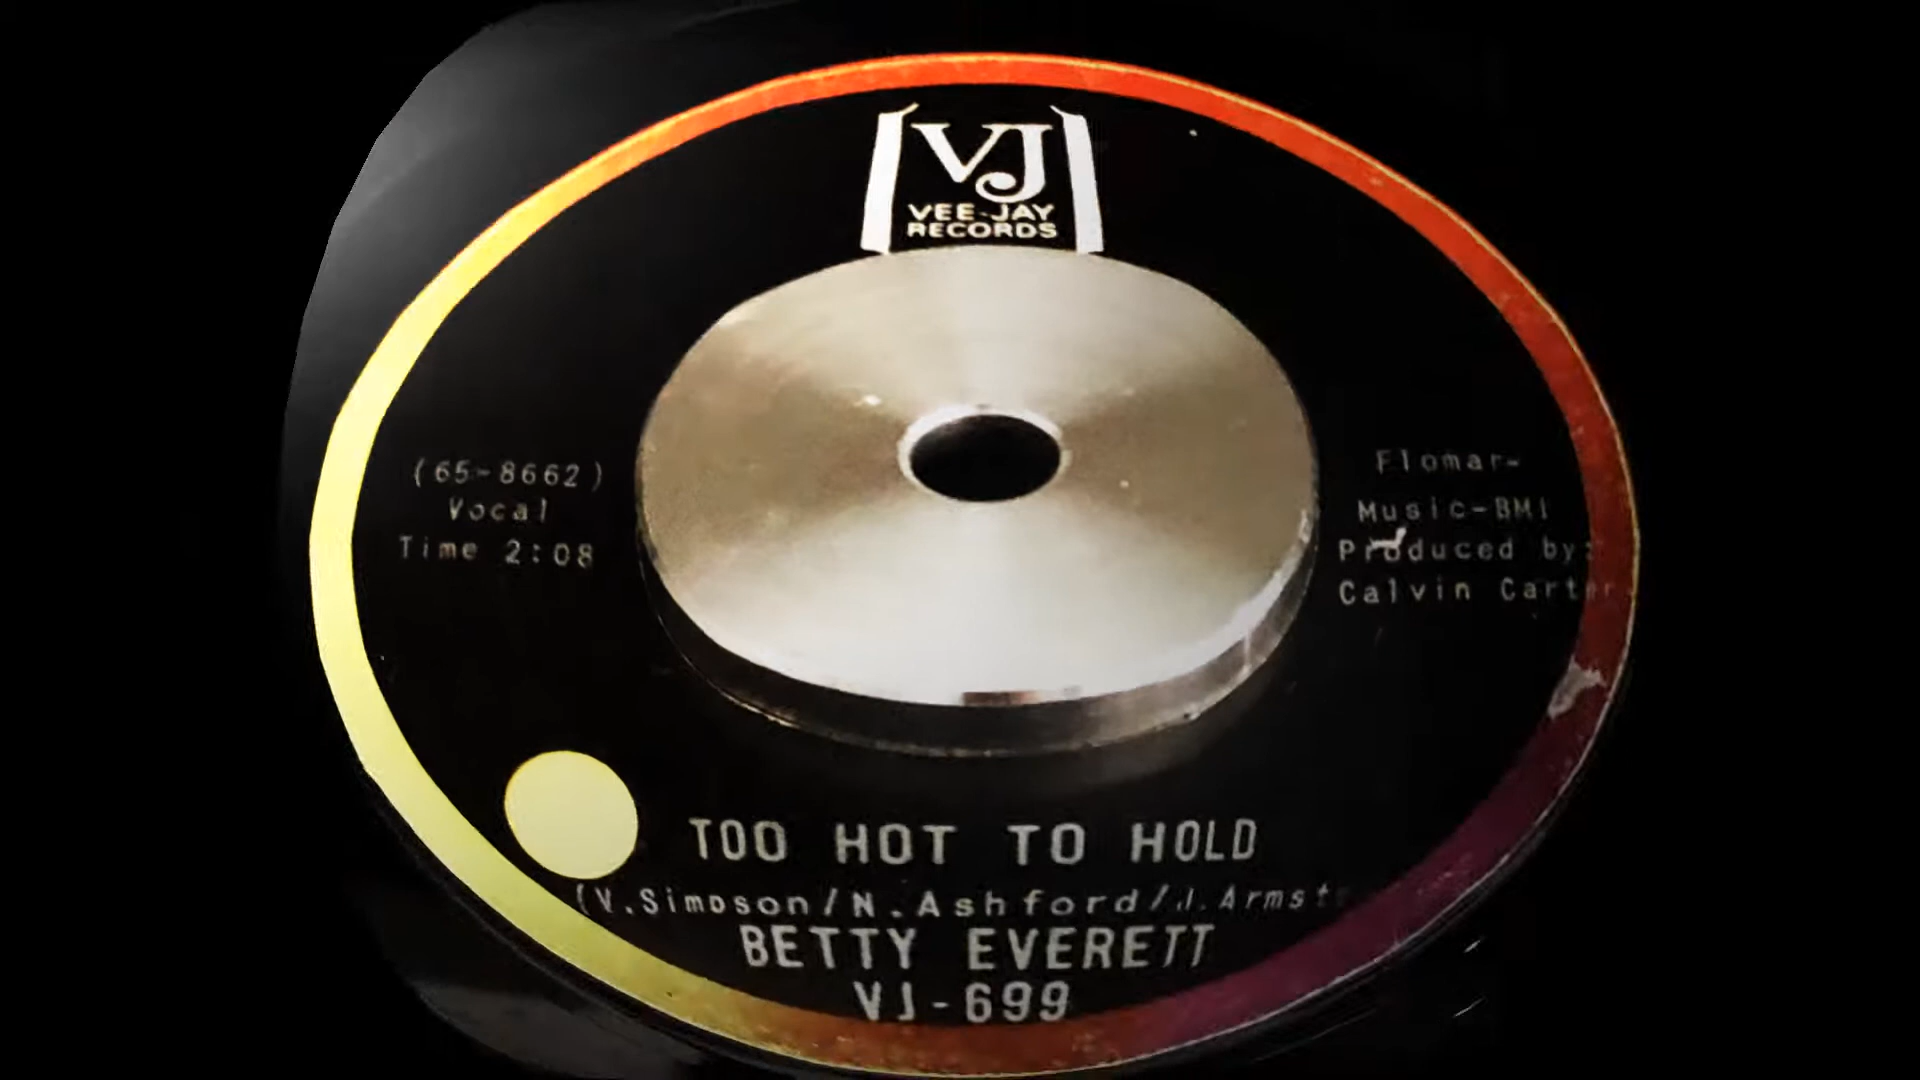 VJ
VEE-JAY
RECORDS
(65-8662)
Vocal
Time 2:08
Flomar-
Music-BMI
Produced by:
Calvin Carter
TOO HOT TO HOLD
(V.Simpson/N.Ashford/J.Armst
BETTY EVERETT
VJ-699